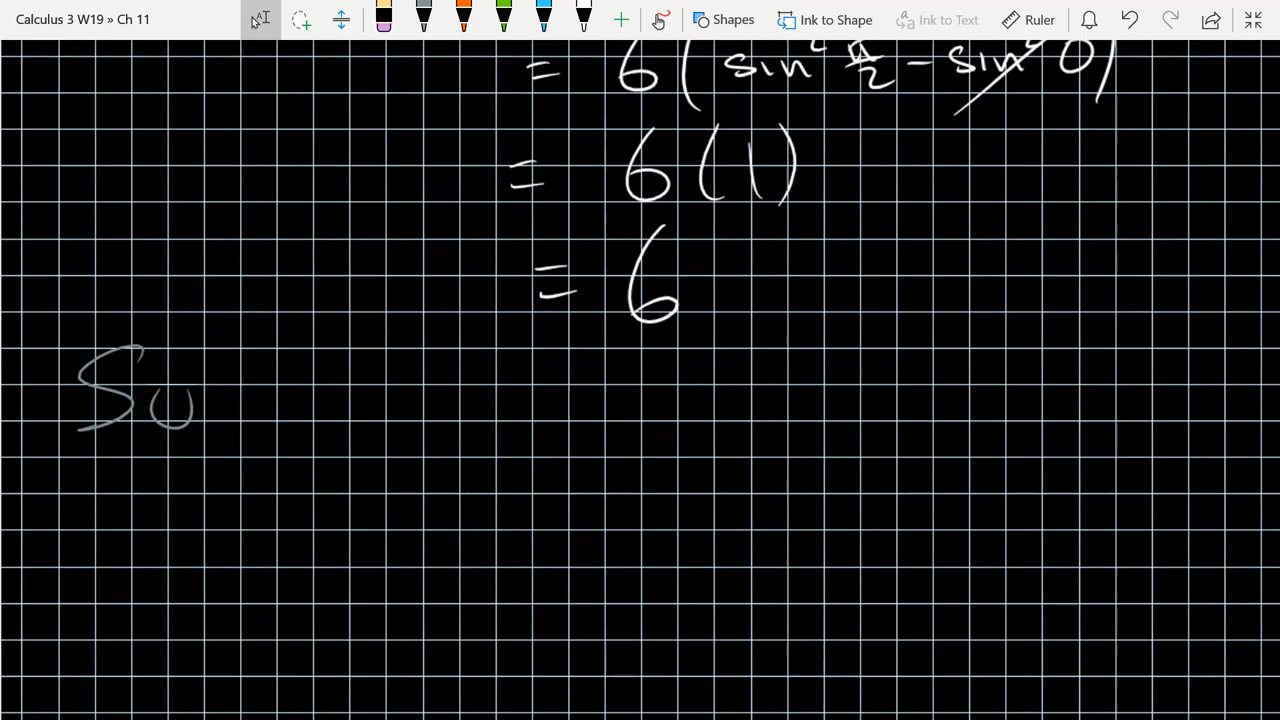 Calculus 3 W19 » Ch 11
Shapes
Ink to Shape
Ink to Text
Ruler
= 6 ( sin² π/2 − sin² 0 )
= 6 ( 1 )
= 6
So